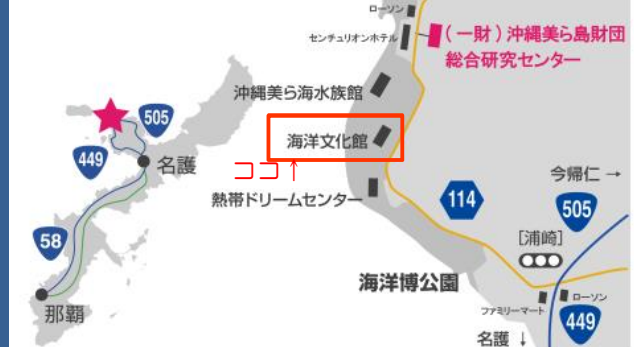 ローソン
センチュリオンホテル
(一財)沖縄美ら島財団
総合研究センター
沖縄美ら海水族館
海洋文化館
ココ↑
熱帯ドリームセンター
505
449
名護
58
那覇
114
今帰仁 →
505
[浦崎]
海洋博公園
ファミリーマート
ローソン
449
名護 ↓